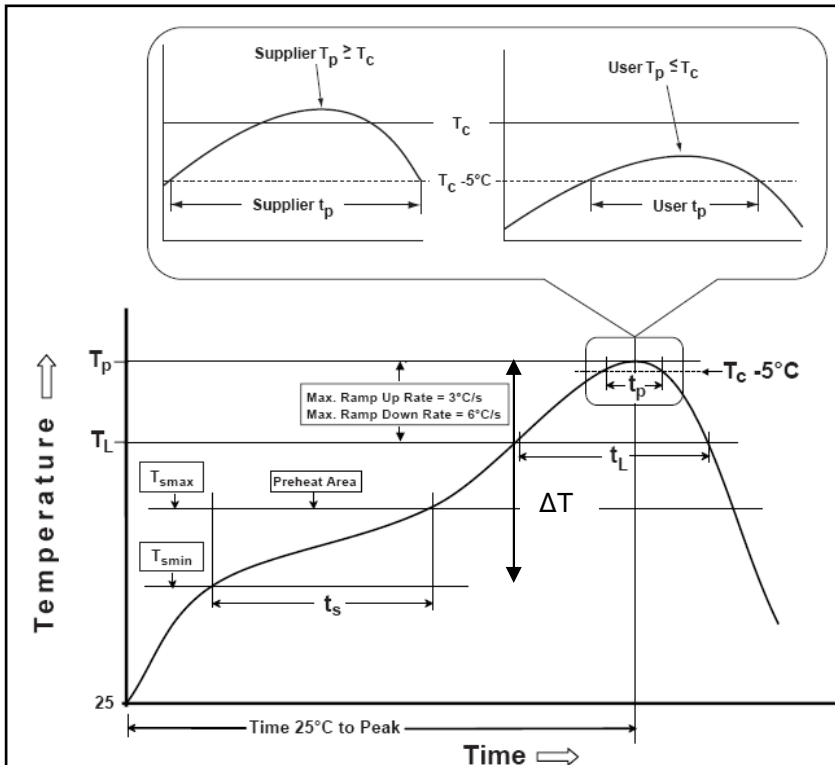 Supplier Tp ≥ Tc
User Tp ≤ Tc
Tc
Tc -5°C
Supplier tp
User tp
Tp
Tc -5°C
tp
Max. Ramp Up Rate = 3°C/s
Max. Ramp Down Rate = 6°C/s
TL
tL
Tsmax
Preheat Area
ΔT
Tsmin
ts
Temperature
25
Time 25°C to Peak
Time